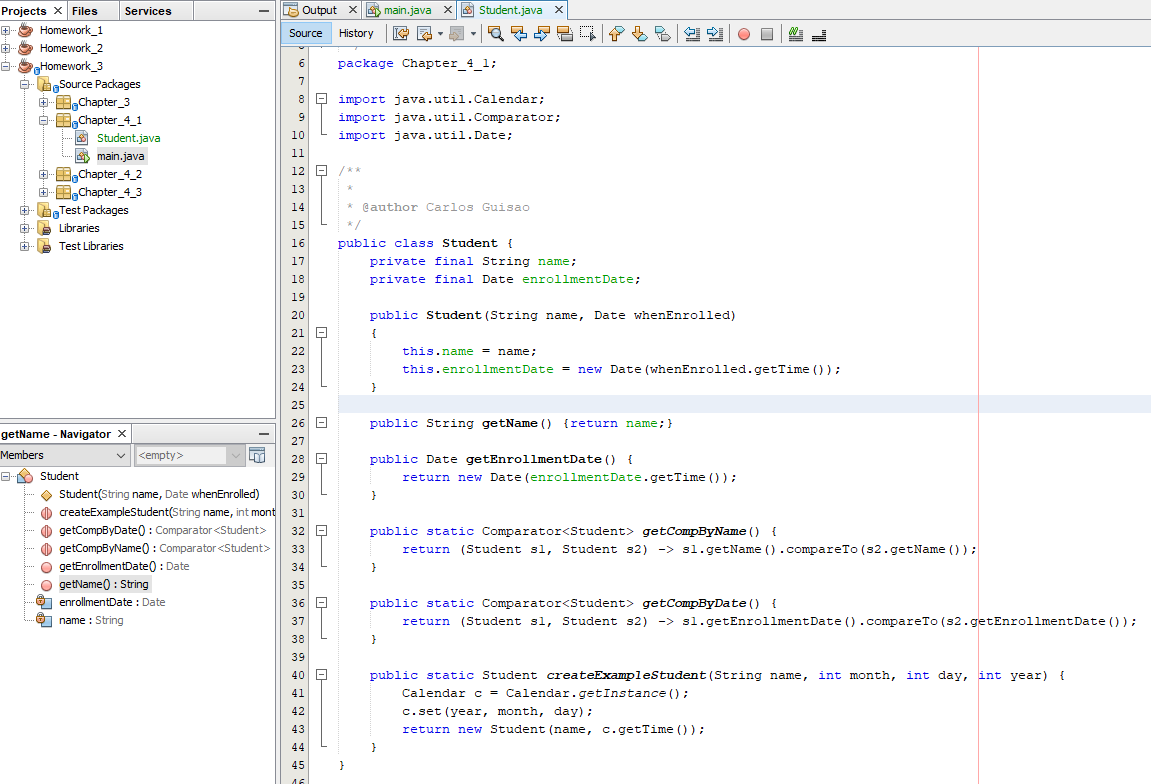 Projects Files Services
Homework_1
Homework_2
Homework_3
Source Packages
Chapter_3
Chapter_4_1
Student.java
main.java
Chapter_4_2
Chapter_4_3
Test Packages
Libraries
Test Libraries
getName - Navigator
Members <empty>
Student
Student(String name, Date whenEnrolled)
createExampleStudent(String name, int mont
getCompByDate() : Comparator<Student>
getCompByName() : Comparator<Student>
getEnrollmentDate() : Date
getName() : String
enrollmentDate : Date
name : String
Output main.java Student.java
Source History
6 package Chapter_4_1;
7
8 import java.util.Calendar;
9 import java.util.Comparator;
10 import java.util.Date;
11
12 /**
13 *
14 * @author Carlos Guisao
15 */
16 public class Student {
17 private final String name;
18 private final Date enrollmentDate;
19
20 public Student(String name, Date whenEnrolled)
21 {
22 this.name = name;
23 this.enrollmentDate = new Date(whenEnrolled.getTime());
24 }
25
26 public String getName() {return name;}
27
28 public Date getEnrollmentDate() {
29 return new Date(enrollmentDate.getTime());
30 }
31
32 public static Comparator<Student> getCompByName() {
33 return (Student s1, Student s2) -> s1.getName().compareTo(s2.getName());
34 }
35
36 public static Comparator<Student> getCompByDate() {
37 return (Student s1, Student s2) -> s1.getEnrollmentDate().compareTo(s2.getEnrollmentDate());
38 }
39
40 public static Student createExampleStudent(String name, int month, int day, int year) {
41 Calendar c = Calendar.getInstance();
42 c.set(year, month, day);
43 return new Student(name, c.getTime());
44 }
45 }
46